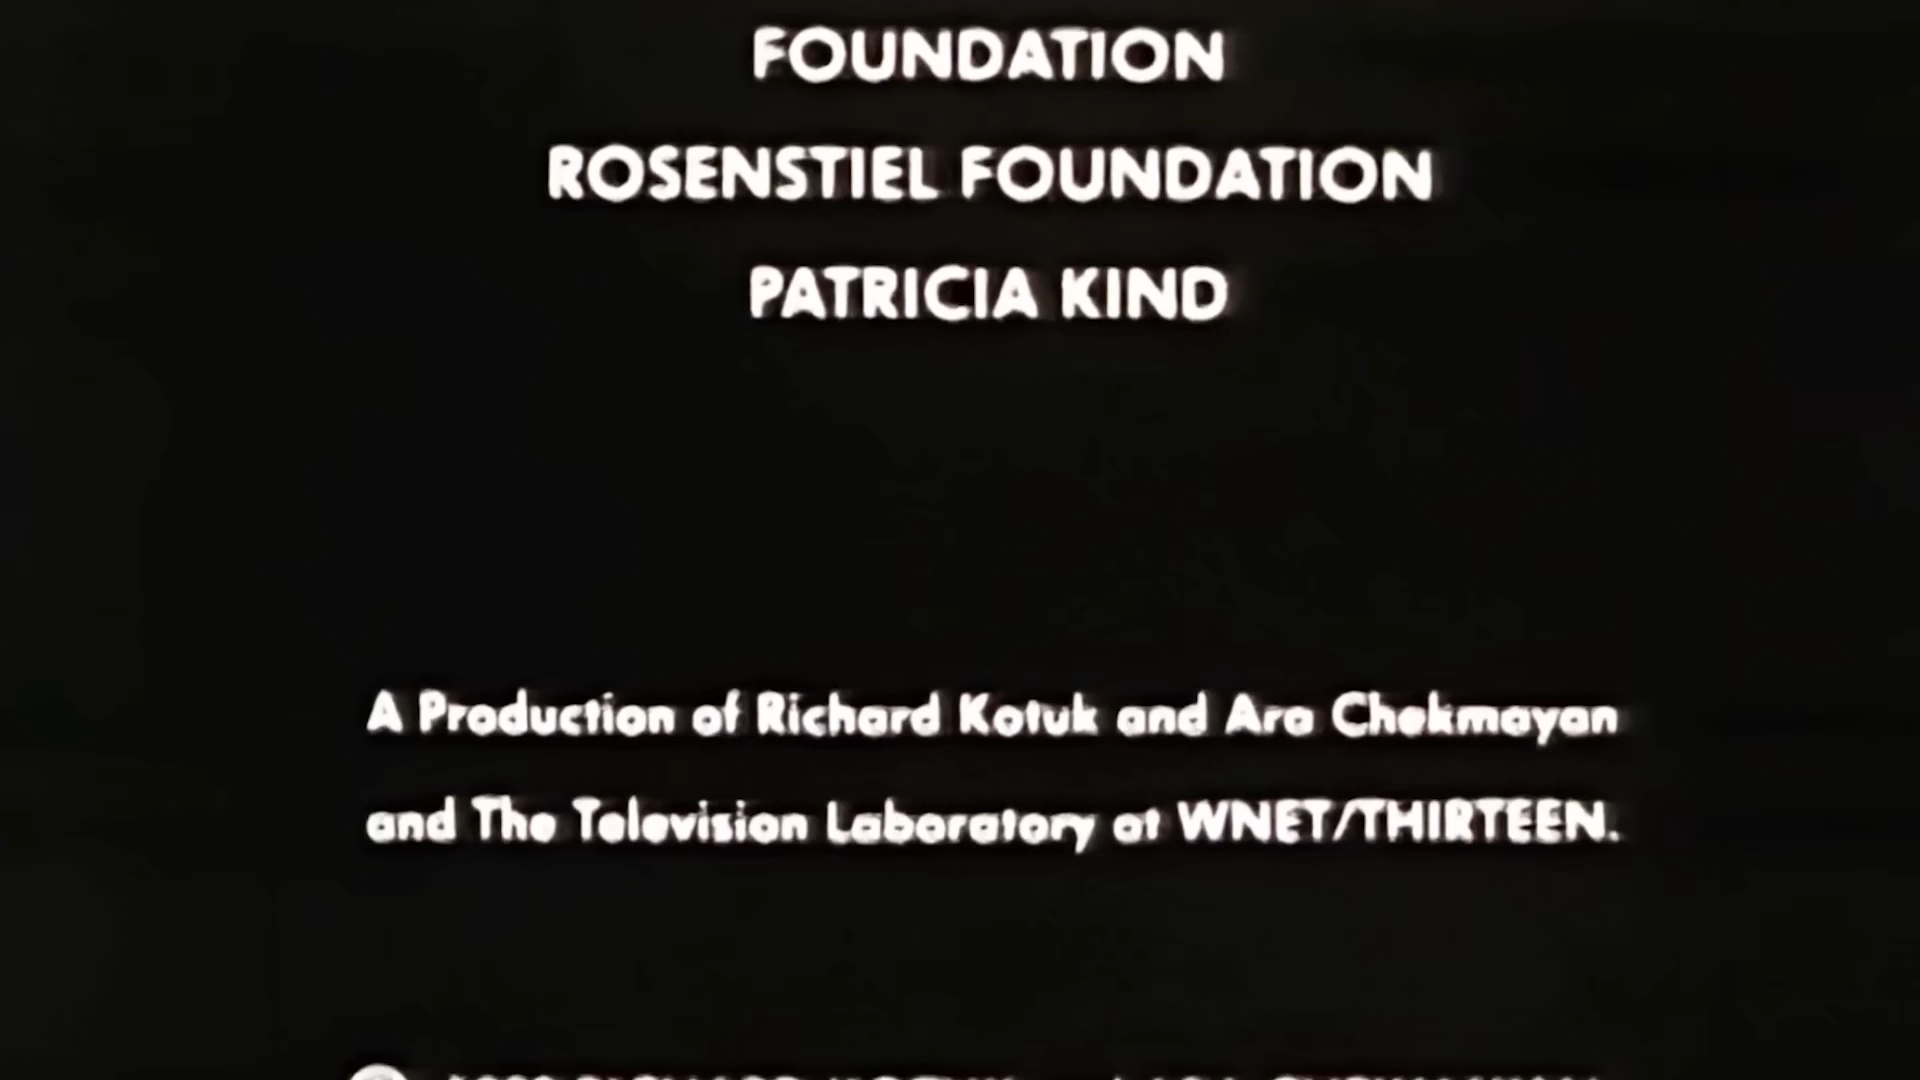 FOUNDATION
ROSENSTIEL FOUNDATION
PATRICIA KIND
A Production of Richard Kotuk and Ara Chekmayan
and The Television Laboratory at WNET/THIRTEEN.